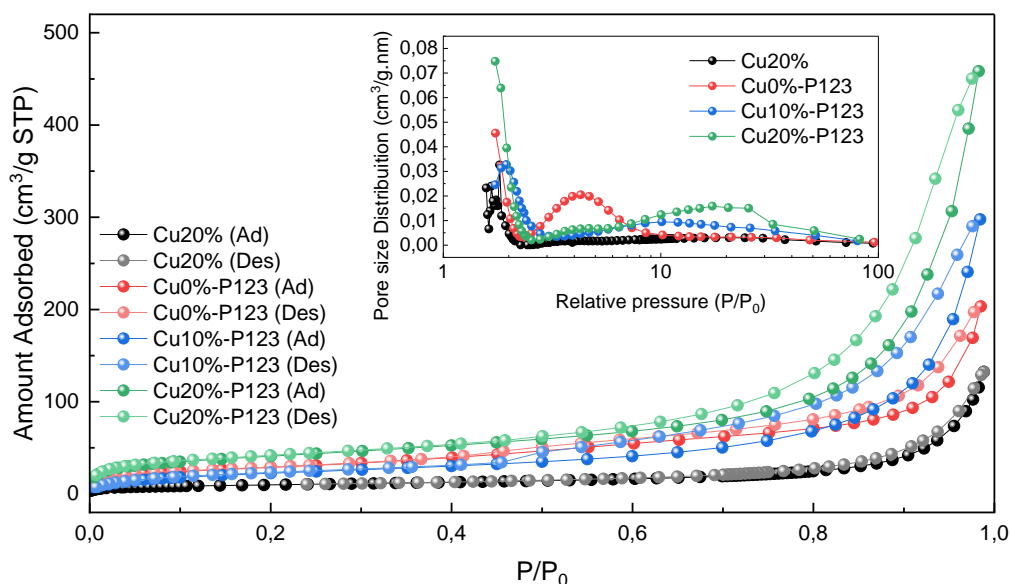 500
400
300
200
100
0
Amount Adsorbed (cm³/g STP)
0,0
0,2
0,4
0,6
0,8
1,0
P/P₀
Cu20% (Ad)
Cu20% (Des)
Cu0%-P123 (Ad)
Cu0%-P123 (Des)
Cu10%-P123 (Ad)
Cu10%-P123 (Des)
Cu20%-P123 (Ad)
Cu20%-P123 (Des)
0,08
0,07
0,06
0,05
0,04
0,03
0,02
0,01
0,00
Pore size Distribuition (cm³/g.nm)
1
10
100
Relative pressure (P/P₀)
Cu20%
Cu0%-P123
Cu10%-P123
Cu20%-P123